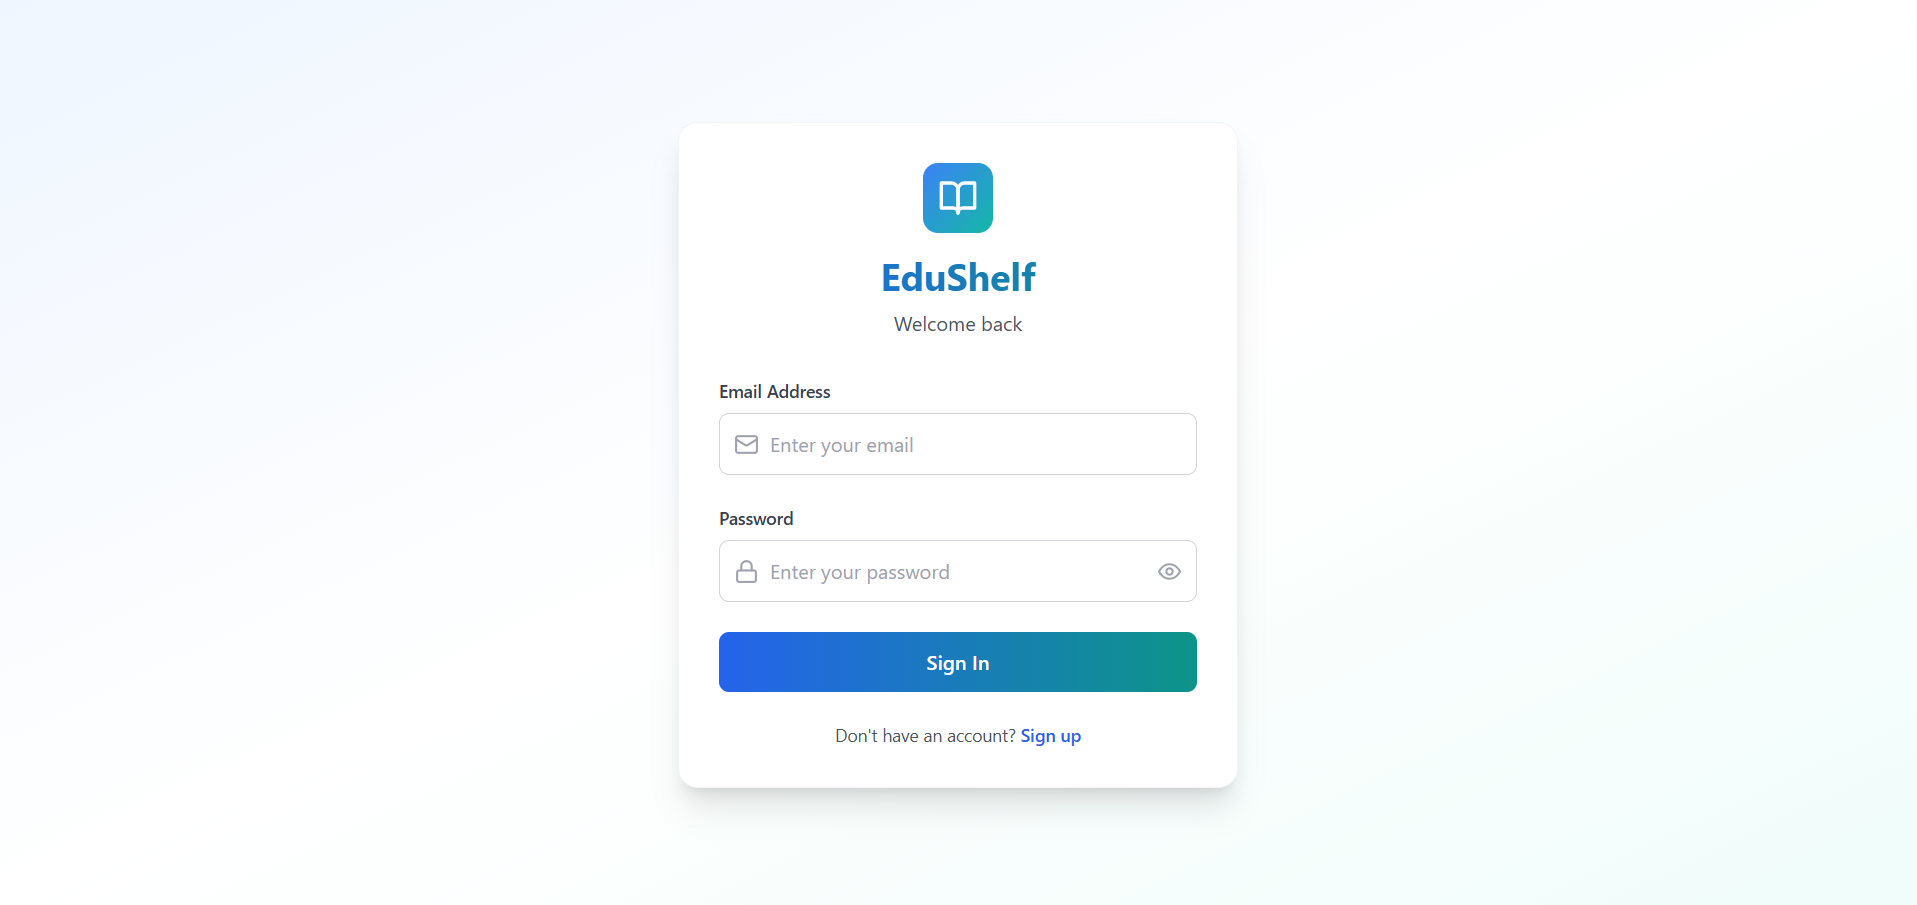 EduShelf
Welcome back
Email Address
Enter your email
Password
Enter your password
Sign In
Don't have an account? Sign up